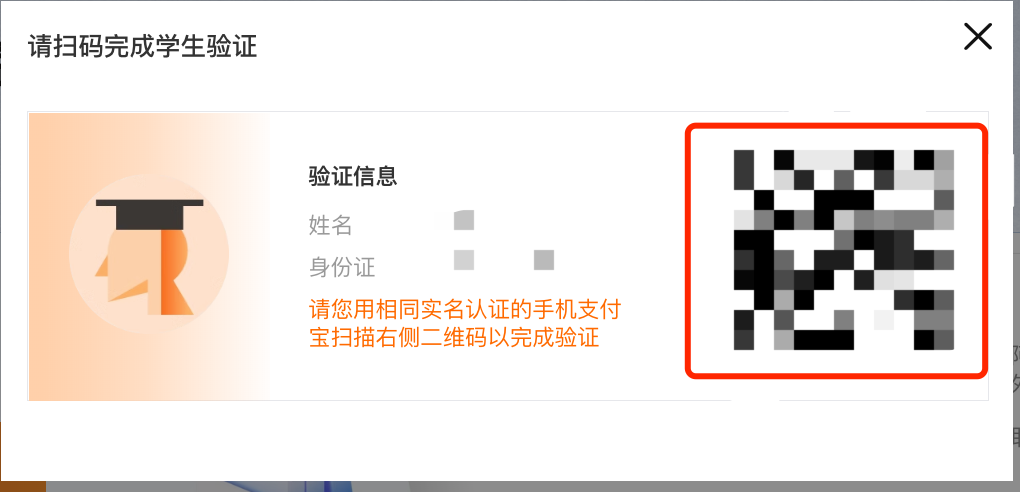 请扫码完成学生验证
验证信息
姓名
身份证
请您用相同实名认证的手机支付
宝扫描右侧二维码以完成验证